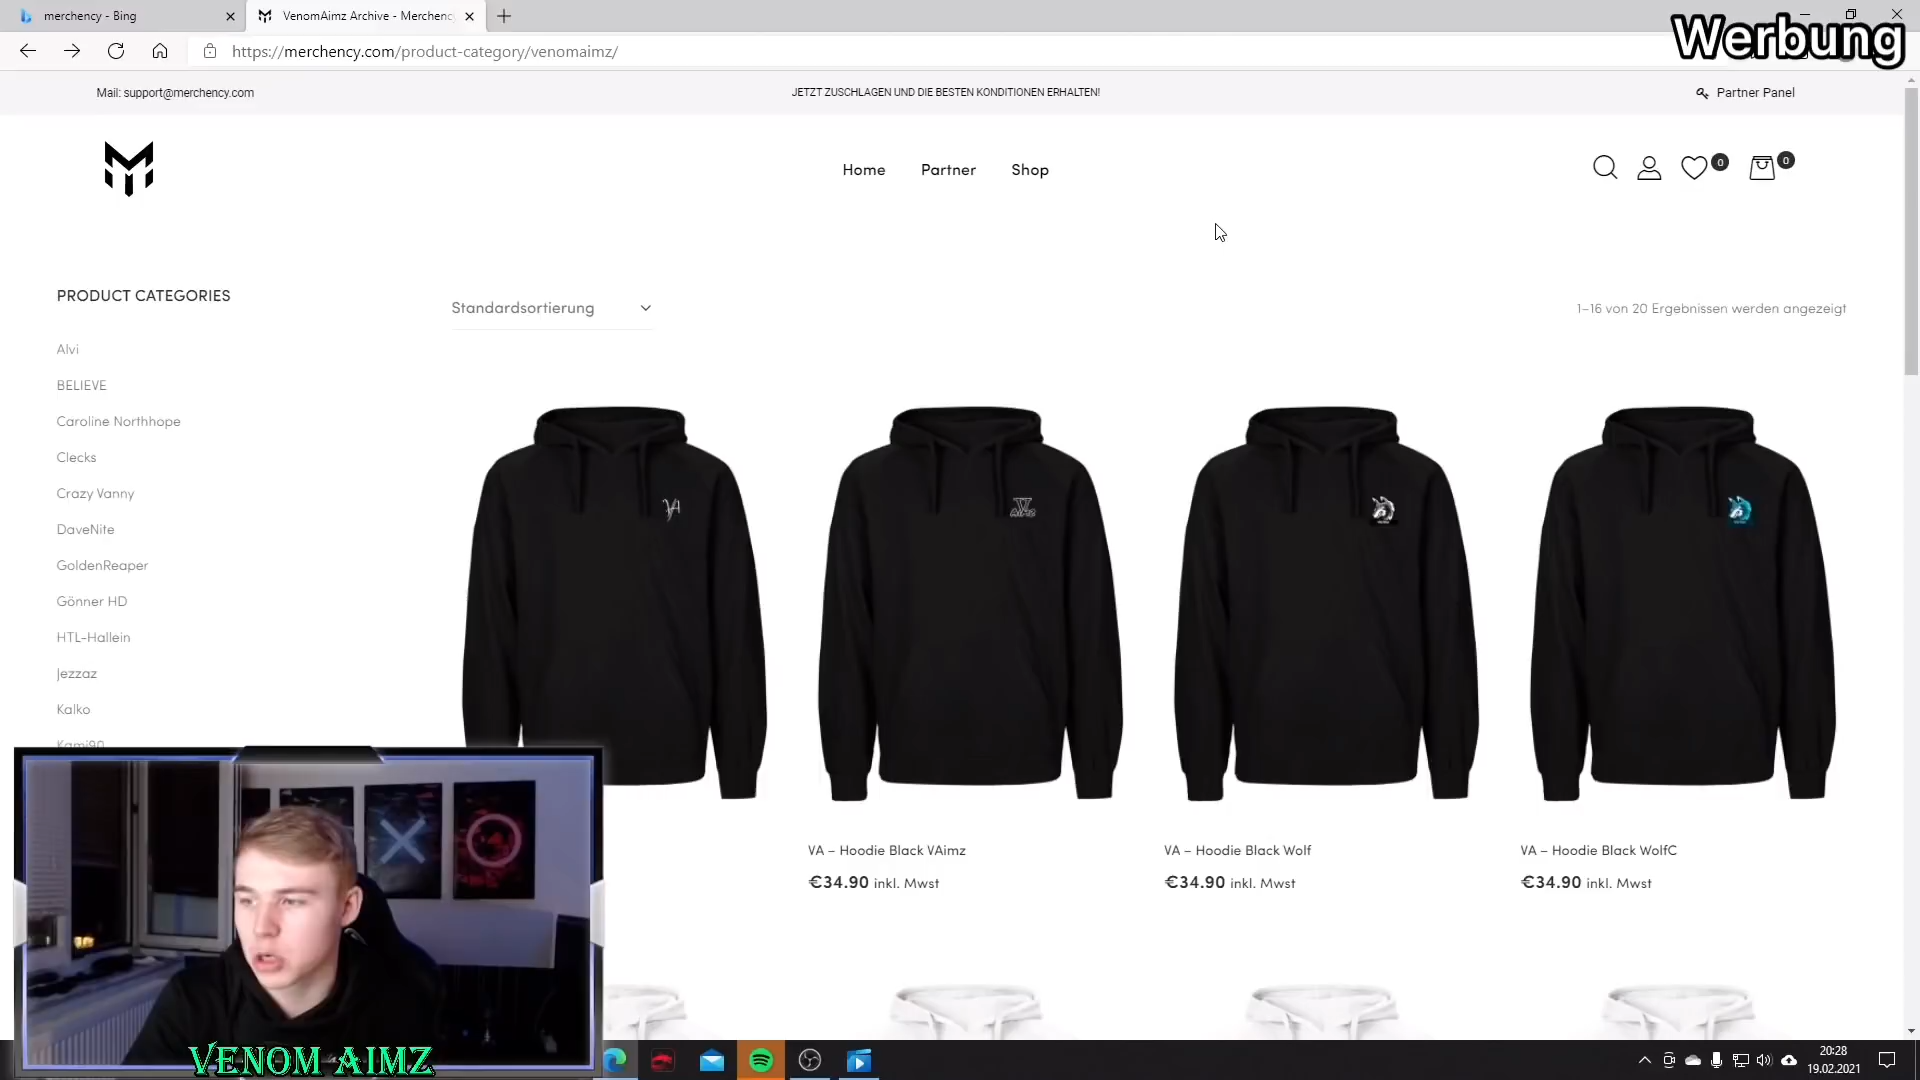 merchency - Bing
VenomAimz Archive - Merchenc
Werbung
https://merchency.com/product-category/venomaimz/
Mail: support@merchency.com
JETZT ZUSCHLAGEN UND DIE BESTEN KONDITIONEN ERHALTEN!
Partner Panel
Home
Partner
Shop
0
0
PRODUCT CATEGORIES
Standardsortierung
1–16 von 20 Ergebnissen werden angezeigt
Alvi
BELIEVE
Caroline Northhope
Clecks
Crazy Vanny
DaveNite
GoldenReaper
Gönner HD
HTL-Hallein
Jezzaz
Kalko
Kami90
VA
V
AIMZ
VA – Hoodie Black VAimz
€34.90 inkl. Mwst
VA – Hoodie Black Wolf
€34.90 inkl. Mwst
VA – Hoodie Black WolfC
€34.90 inkl. Mwst
VENOM AIMZ
20:28
19.02.2021